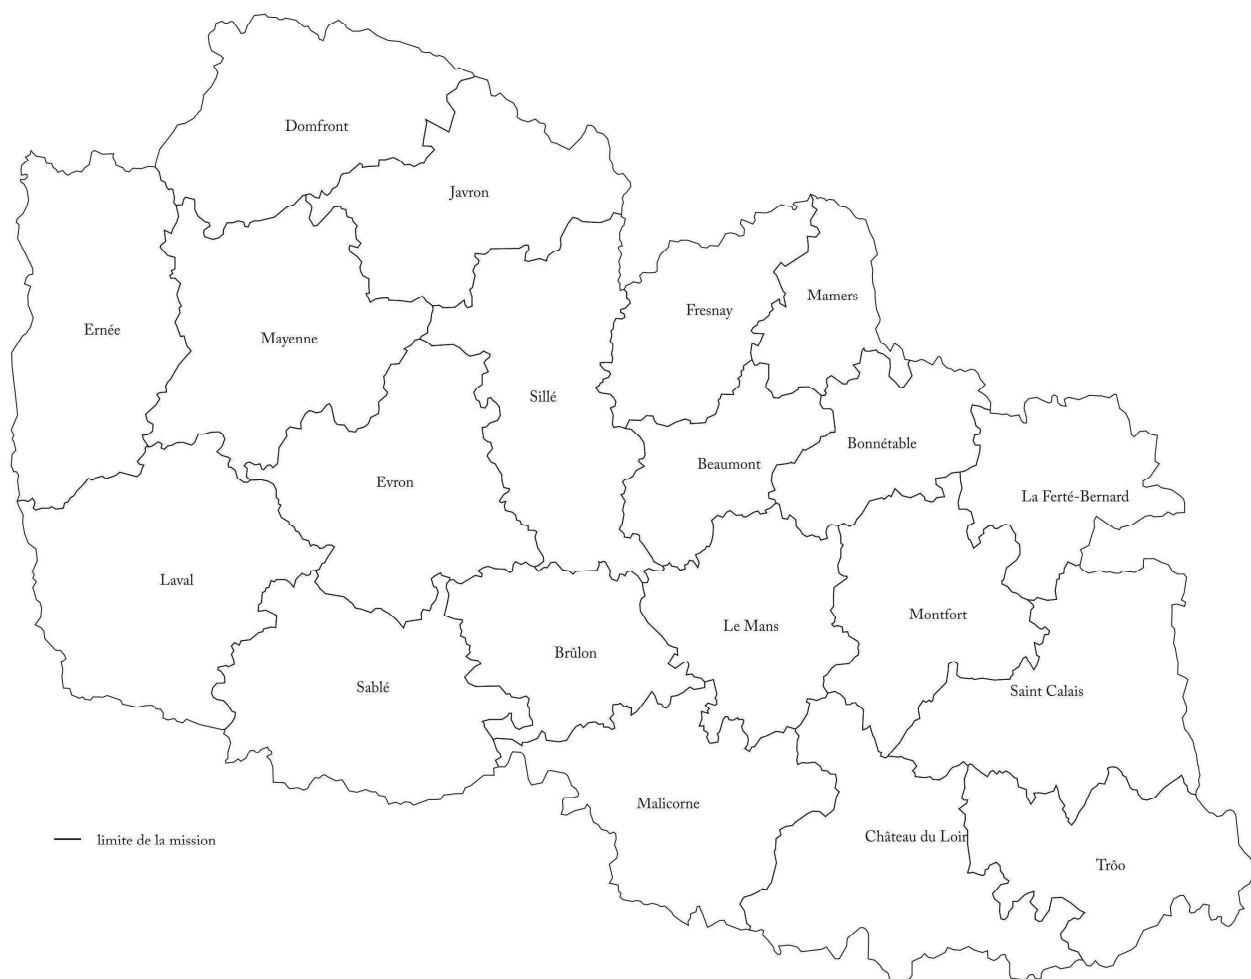 Domfront
Javron
Mamers
Fresnay
Ernée
Mayenne
Sillé
Bonnétable
Beaumont
Evron
La Ferté-Bernard
Laval
Montfort
Le Mans
Brûlon
Sablé
Saint Calais
Malicorne
Château du Loir
limite de la mission
Trôo